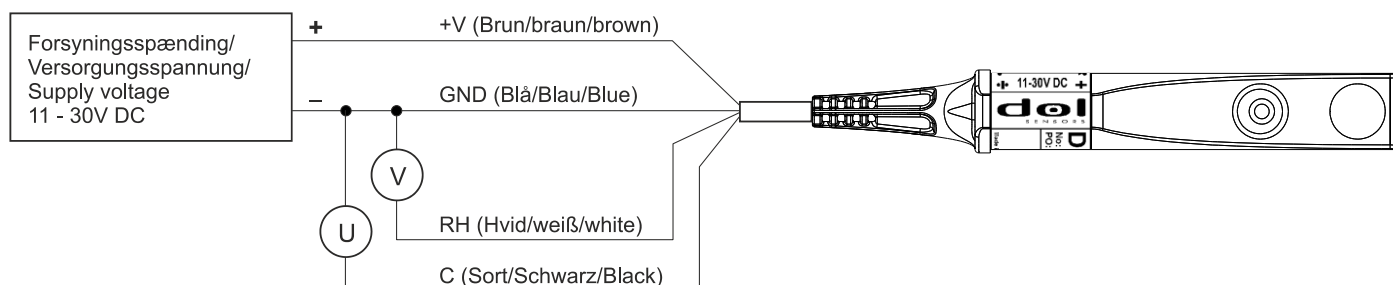 Forsyningsspænding/
Versorgungsspannung/
Supply voltage
11 - 30V DC
+
–
+V (Brun/braun/brown)
GND (Blå/Blau/Blue)
V
U
RH (Hvid/weiß/white)
C (Sort/Schwarz/Black)
11-30V DC
dol
SENSORS
D
No:
PO: